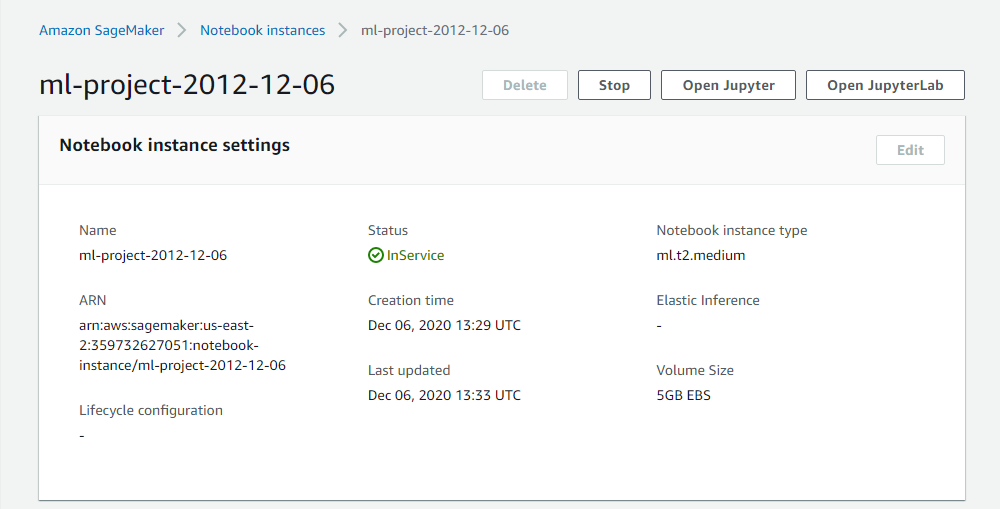 Amazon SageMaker > Notebook instances > ml-project-2012-12-06
ml-project-2012-12-06
Delete
Stop
Open Jupyter
Open JupyterLab
Notebook instance settings
Edit
Name
ml-project-2012-12-06
ARN
arn:aws:sagemaker:us-east-
2:359732627051:notebook-
instance/ml-project-2012-12-06
Lifecycle configuration
-
Status
InService
Creation time
Dec 06, 2020 13:29 UTC
Last updated
Dec 06, 2020 13:33 UTC
Notebook instance type
ml.t2.medium
Elastic Inference
-
Volume Size
5GB EBS